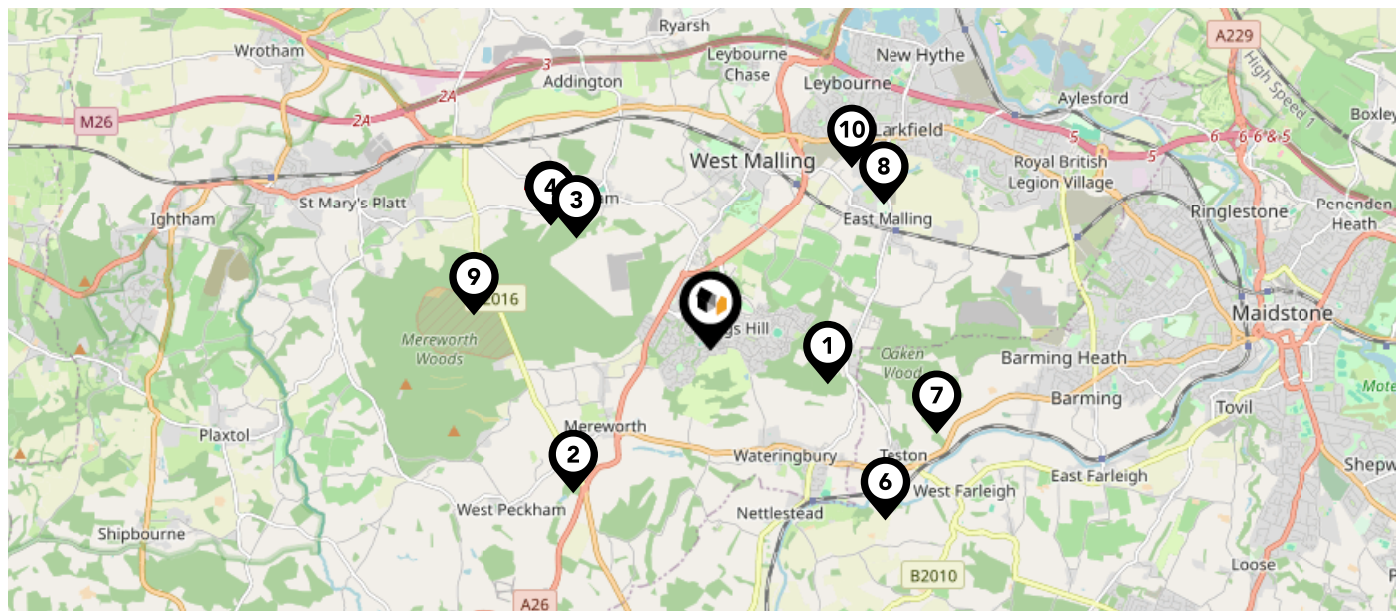 Ryarsh
A229
Wrotham
Leybourne
Chase
New Hythe
3
High Speed 1
Addington
Leybourne
2A
Aylesford
M26
2A
Boxley
10
Larkfield
5
6
6 6 & 5
West Malling
5
Royal British
Legion Village
8
4
3
St Mary's Platt
Ightham
East Malling
Ringlestone
Penenden
Heath
9
Maidstone
Mereworth
Woods
1
Oaken
Wood
Barming Heath
7
Barming
Tovil
Mereworth
Plaxtol
2
Wateringbury
Teston
East Farleigh
6
West Farleigh
West Peckham
Nettlestead
Shipbourne
Loose
B2010
A26